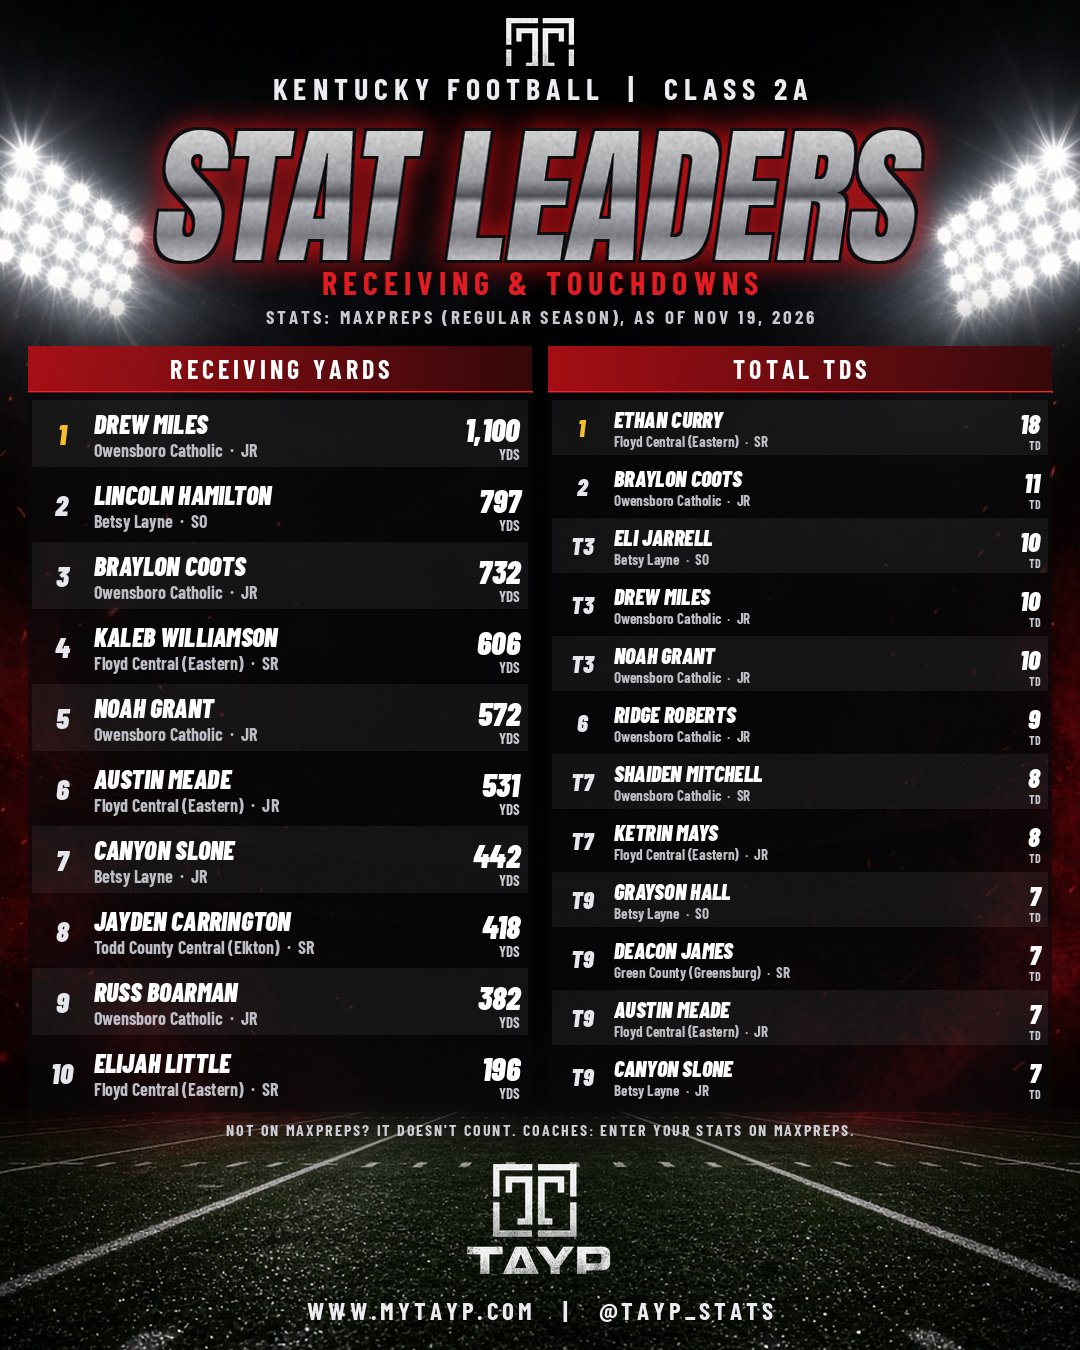 KENTUCKY FOOTBALL | CLASS 2A
STAT LEADERS
RECEIVING & TOUCHDOWNS
STATS: MAXPREPS (REGULAR SEASON), AS OF NOV 19, 2026
RECEIVING YARDS
1 DREW MILES 1,100
Owensboro Catholic · JR YDS
2 LINCOLN HAMILTON 797
Betsy Layne · SO YDS
3 BRAYLON COOTS 732
Owensboro Catholic · JR YDS
4 KALEB WILLIAMSON 606
Floyd Central (Eastern) · SR YDS
5 NOAH GRANT 572
Owensboro Catholic · JR YDS
6 AUSTIN MEADE 531
Floyd Central (Eastern) · JR YDS
7 CANYON SLONE 442
Betsy Layne · JR YDS
8 JAYDEN CARRINGTON 418
Todd County Central (Elkton) · SR YDS
9 RUSS BOARMAN 382
Owensboro Catholic · JR YDS
10 ELIJAH LITTLE 196
Floyd Central (Eastern) · SR YDS
TOTAL TDS
1 ETHAN CURRY 18
Floyd Central (Eastern) · SR TD
2 BRAYLON COOTS 11
Owensboro Catholic · JR TD
T3 ELI JARRELL 10
Betsy Layne · SO TD
T3 DREW MILES 10
Owensboro Catholic · JR TD
T3 NOAH GRANT 10
Owensboro Catholic · JR TD
6 RIDGE ROBERTS 9
Owensboro Catholic · JR TD
T7 SHAIDEN MITCHELL 8
Owensboro Catholic · SR TD
T7 KETRIN MAYS 8
Floyd Central (Eastern) · JR TD
T9 GRAYSON HALL 7
Betsy Layne · SO TD
T9 DEACON JAMES 7
Green County (Greensburg) · SR TD
T9 AUSTIN MEADE 7
Floyd Central (Eastern) · JR TD
T9 CANYON SLONE 7
Betsy Layne · JR TD
NOT ON MAXPREPS? IT DOESN'T COUNT. COACHES: ENTER YOUR STATS ON MAXPREPS.
TAYP
WWW.MYTAYP.COM | @TAYP_STATS